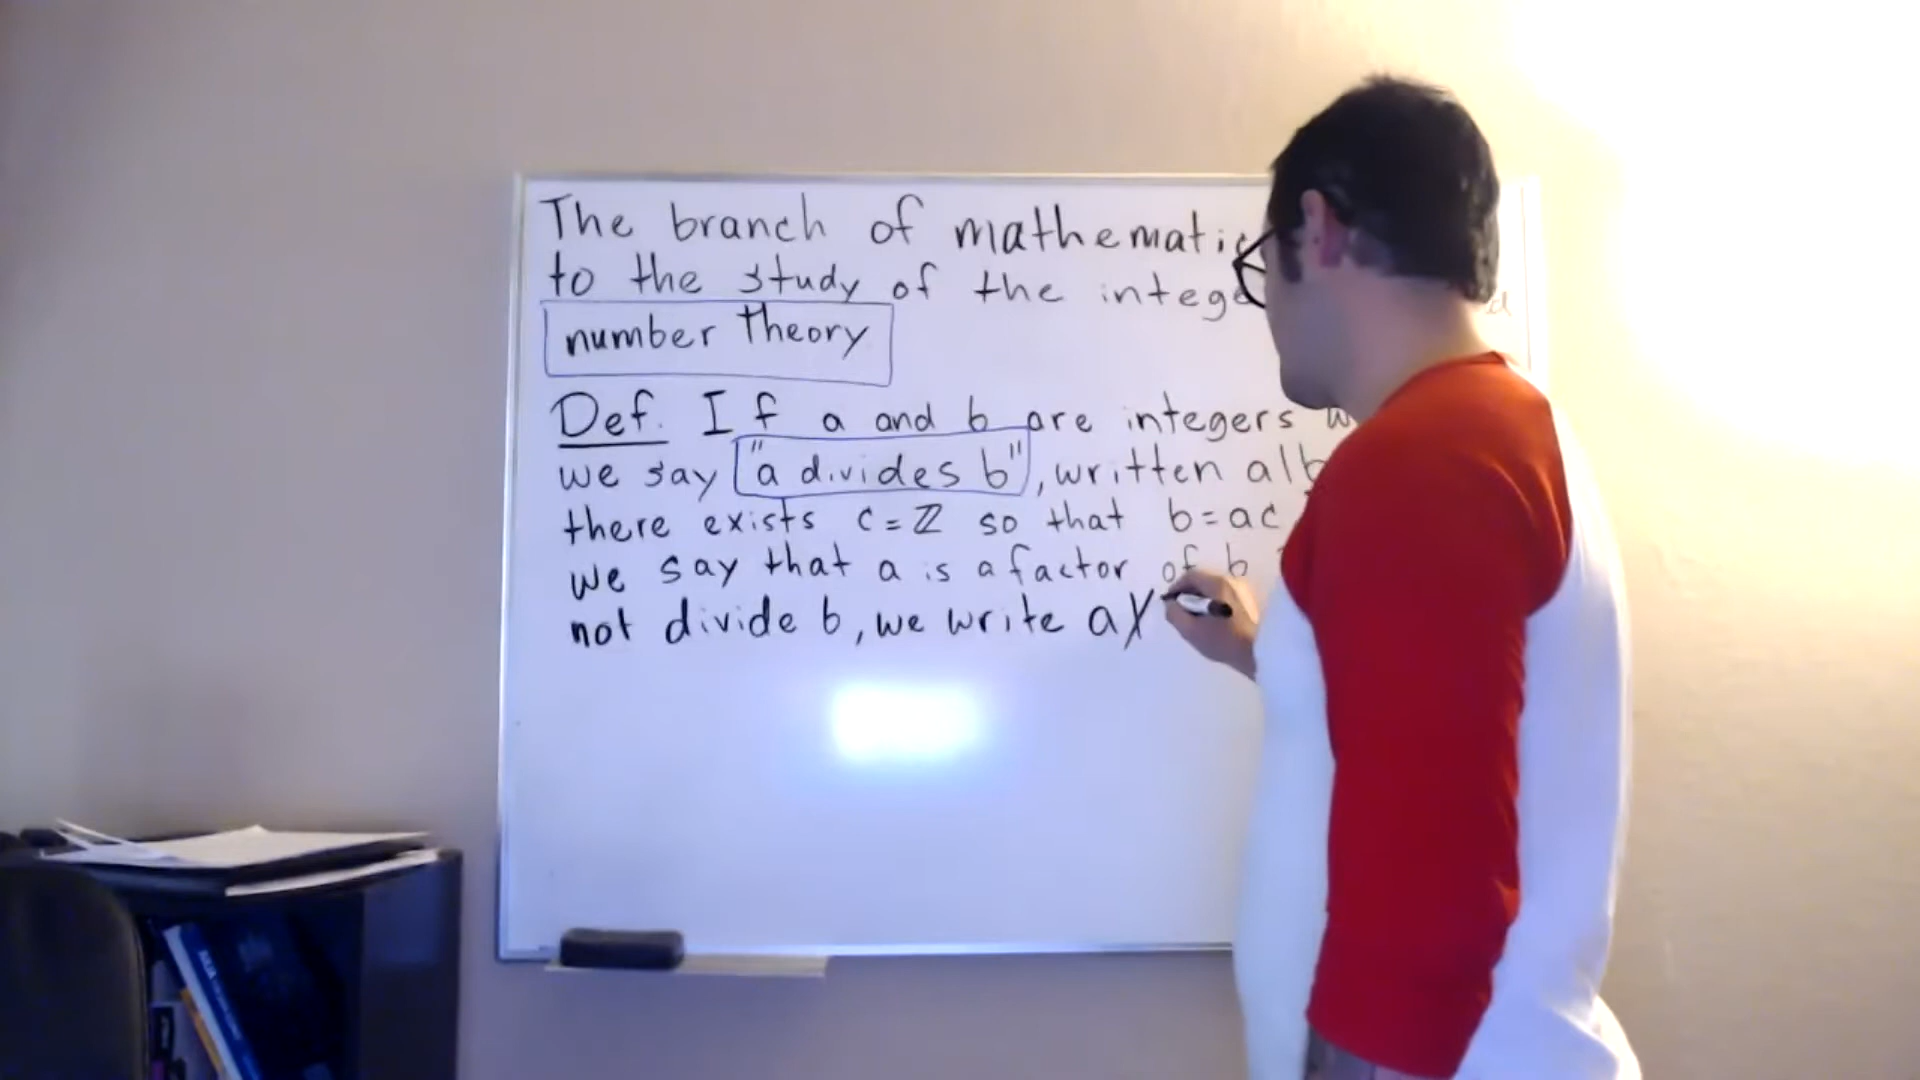 The branch of mathematic
to the study of the intege
number theory
Def. If a and b are integers w
we say "a divides b", written a|b
there exists c = ℤ so that b = ac
we say that a is a factor of b
not divide b, we write a∤